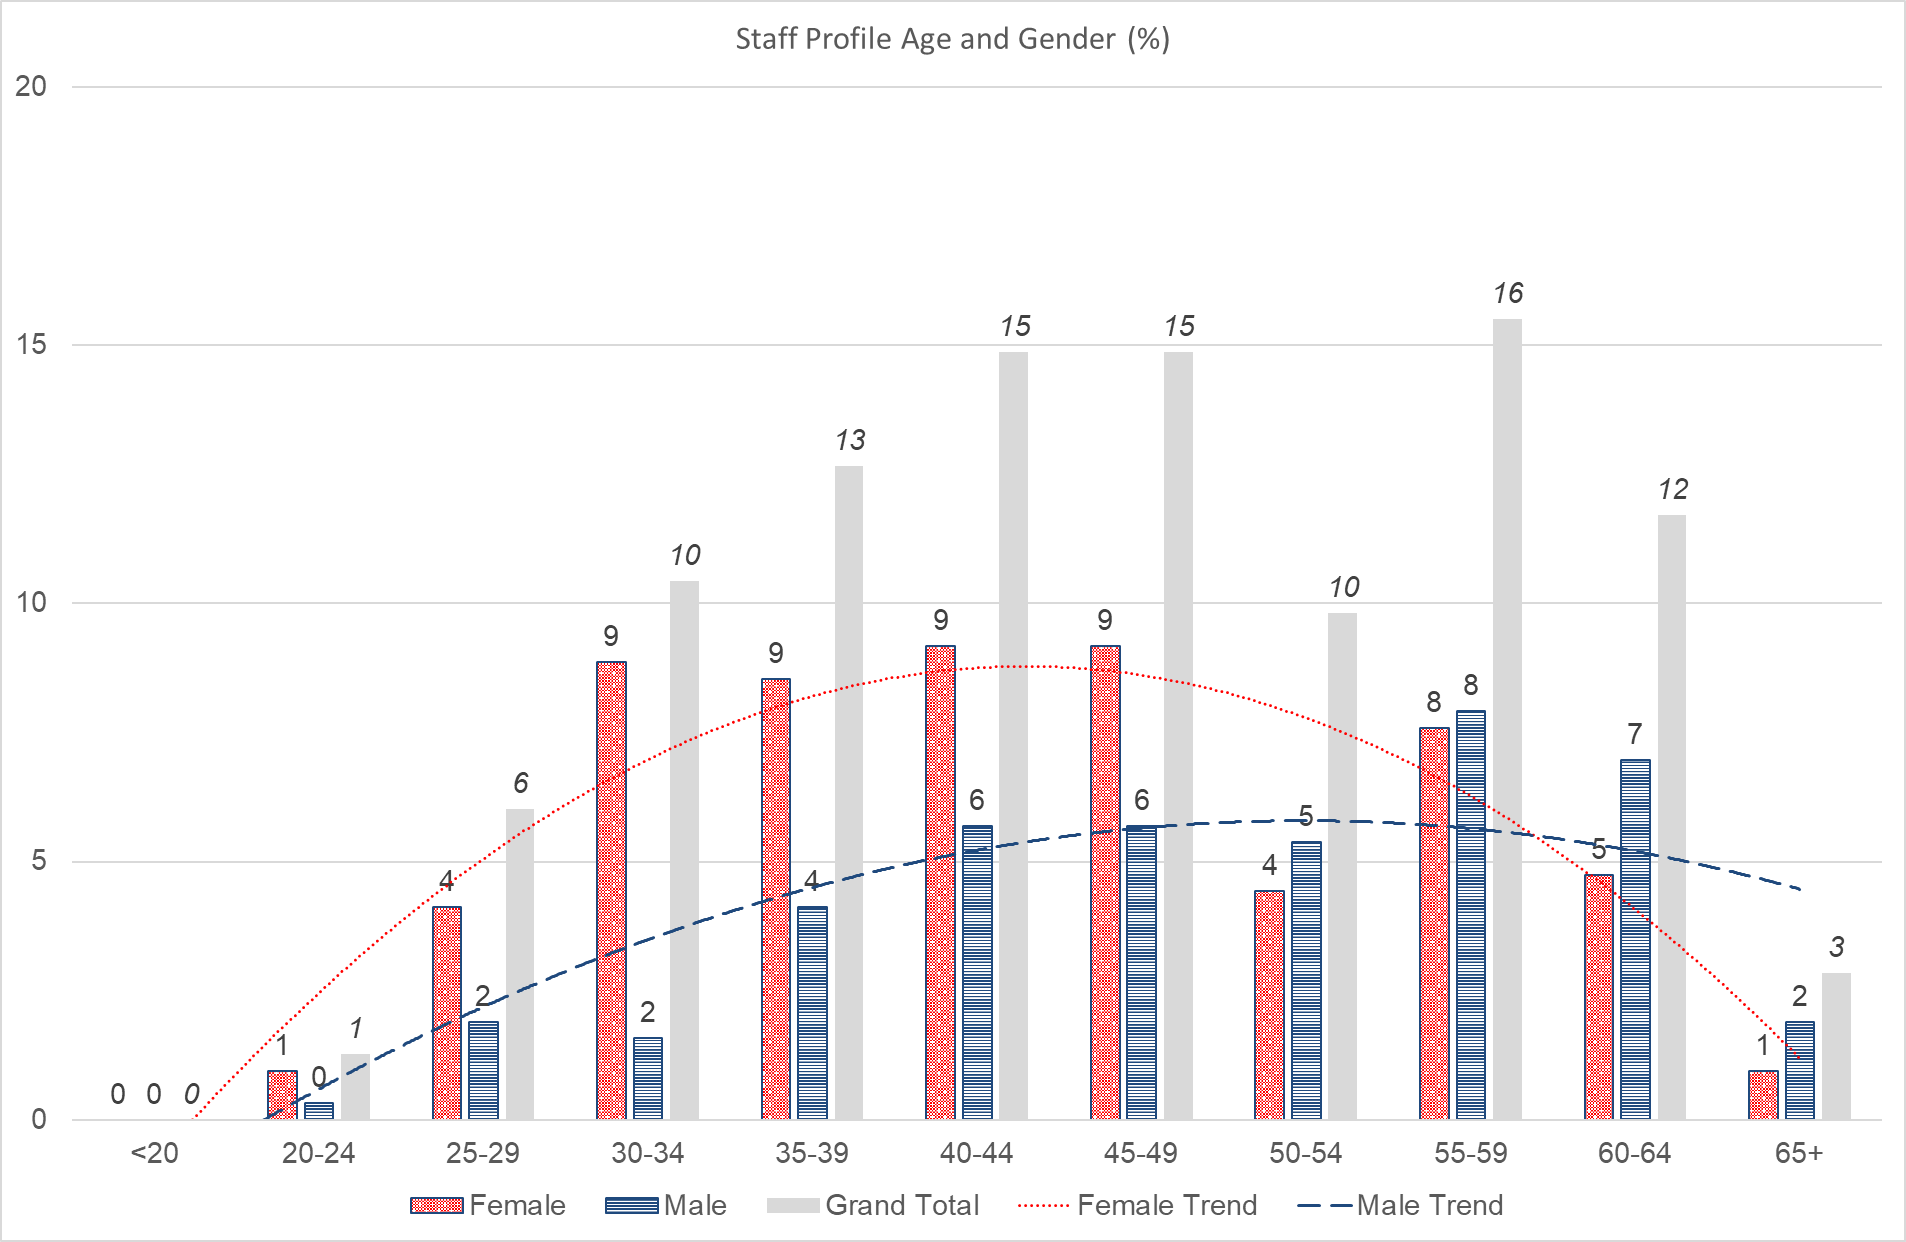 Staff Profile Age and Gender (%)
20
15
10
5
0
0 0 0
1 0 1
4 2 6
9 2 10
9 4 13
9 6 15
9 6 15
4 5 10
8 8 16
5 7 12
1 2 3
<20 20-24 25-29 30-34 35-39 40-44 45-49 50-54 55-59 60-64 65+
Female Male Grand Total Female Trend Male Trend